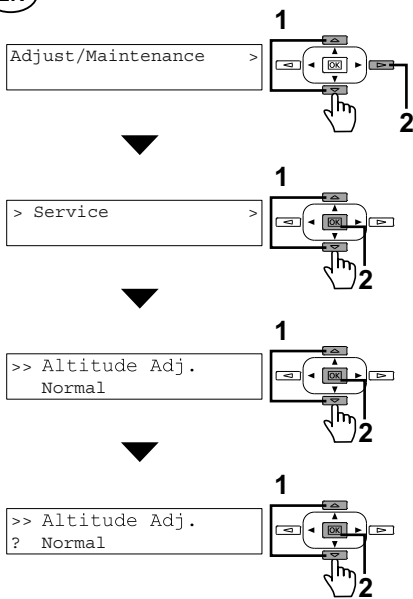 1
Adjust/Maintenance >
OK
2
1
> Service >
OK
2
1
>> Altitude Adj.
Normal
OK
2
1
>> Altitude Adj.
? Normal
OK
2